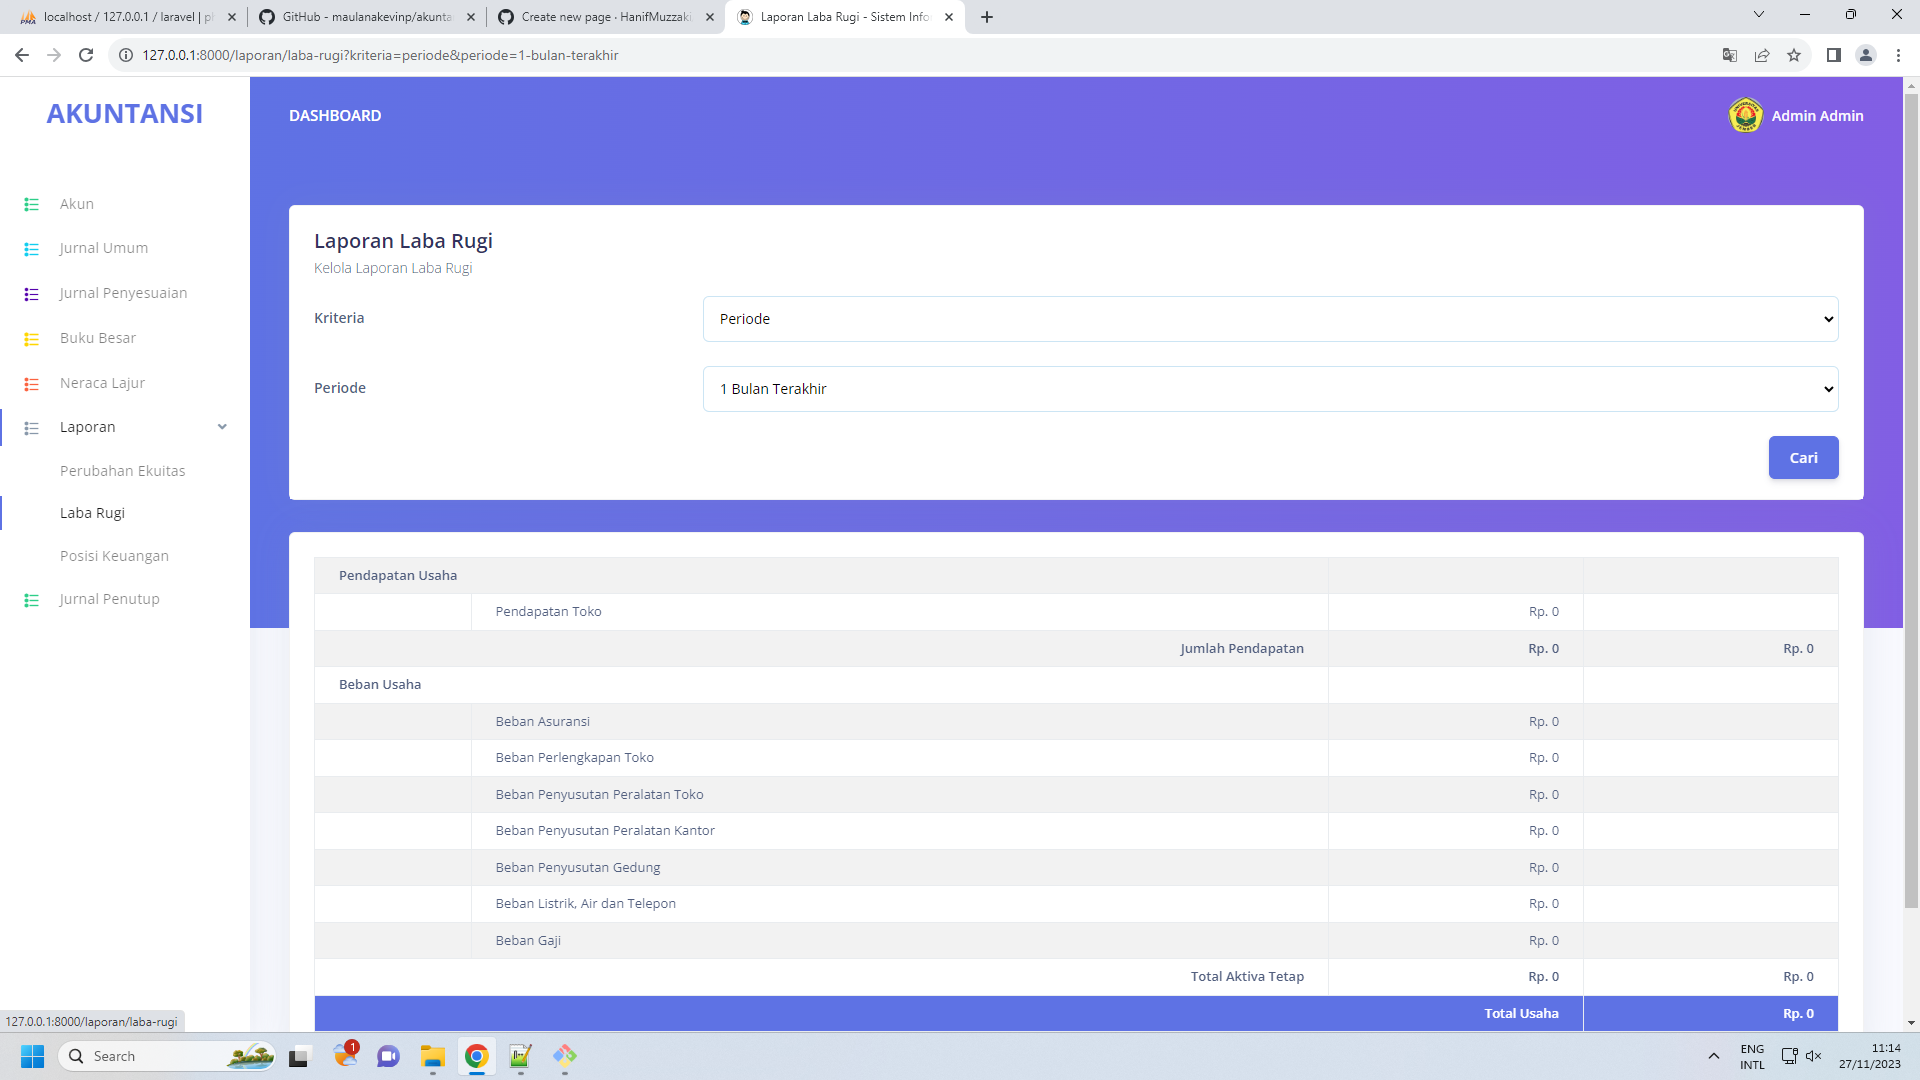 localhost / 127.0.0.1 / laravel | p
GitHub - maulanakevinp/akunta
Create new page · HanifMuzzaki
Laporan Laba Rugi - Sistem Info
127.0.0.1:8000/laporan/laba-rugi?kriteria=periode&periode=1-bulan-terakhir
AKUNTANSI
DASHBOARD
Admin Admin
Akun
Jurnal Umum
Jurnal Penyesuaian
Buku Besar
Neraca Lajur
Laporan
Perubahan Ekuitas
Laba Rugi
Posisi Keuangan
Jurnal Penutup
Laporan Laba Rugi
Kelola Laporan Laba Rugi
Kriteria
Periode
Periode
1 Bulan Terakhir
Cari
Pendapatan Usaha
Pendapatan Toko Rp. 0
Jumlah Pendapatan Rp. 0 Rp. 0
Beban Usaha
Beban Asuransi Rp. 0
Beban Perlengkapan Toko Rp. 0
Beban Penyusutan Peralatan Toko Rp. 0
Beban Penyusutan Peralatan Kantor Rp. 0
Beban Penyusutan Gedung Rp. 0
Beban Listrik, Air dan Telepon Rp. 0
Beban Gaji Rp. 0
Total Aktiva Tetap Rp. 0 Rp. 0
Total Usaha Rp. 0
127.0.0.1:8000/laporan/laba-rugi
Search
1
ENG
INTL
11:14
27/11/2023